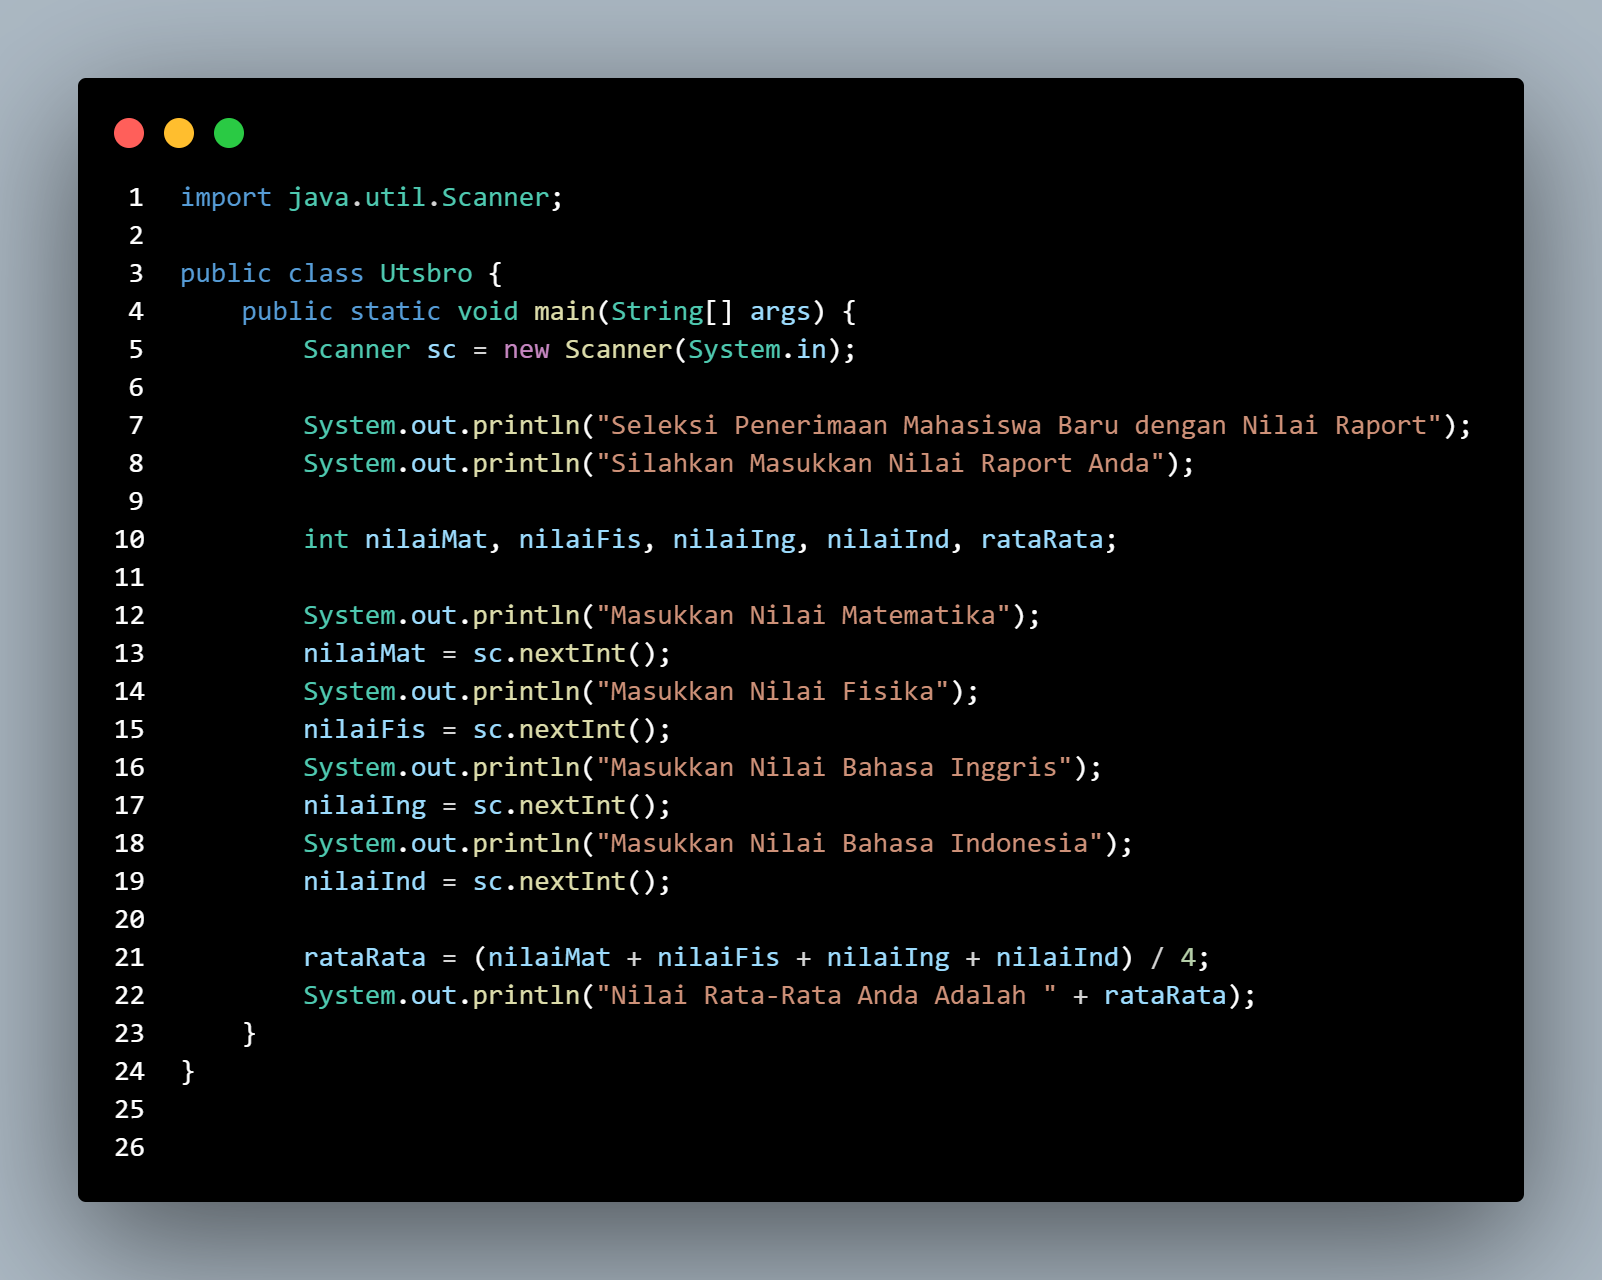 1 import java.util.Scanner;
2
3 public class Utsbro {
4     public static void main(String[] args) {
5         Scanner sc = new Scanner(System.in);
6
7         System.out.println("Seleksi Penerimaan Mahasiswa Baru dengan Nilai Raport");
8         System.out.println("Silahkan Masukkan Nilai Raport Anda");
9
10         int nilaiMat, nilaiFis, nilaiIng, nilaiInd, rataRata;
11
12         System.out.println("Masukkan Nilai Matematika");
13         nilaiMat = sc.nextInt();
14         System.out.println("Masukkan Nilai Fisika");
15         nilaiFis = sc.nextInt();
16         System.out.println("Masukkan Nilai Bahasa Inggris");
17         nilaiIng = sc.nextInt();
18         System.out.println("Masukkan Nilai Bahasa Indonesia");
19         nilaiInd = sc.nextInt();
20
21         rataRata = (nilaiMat + nilaiFis + nilaiIng + nilaiInd) / 4;
22         System.out.println("Nilai Rata-Rata Anda Adalah " + rataRata);
23     }
24 }
25
26